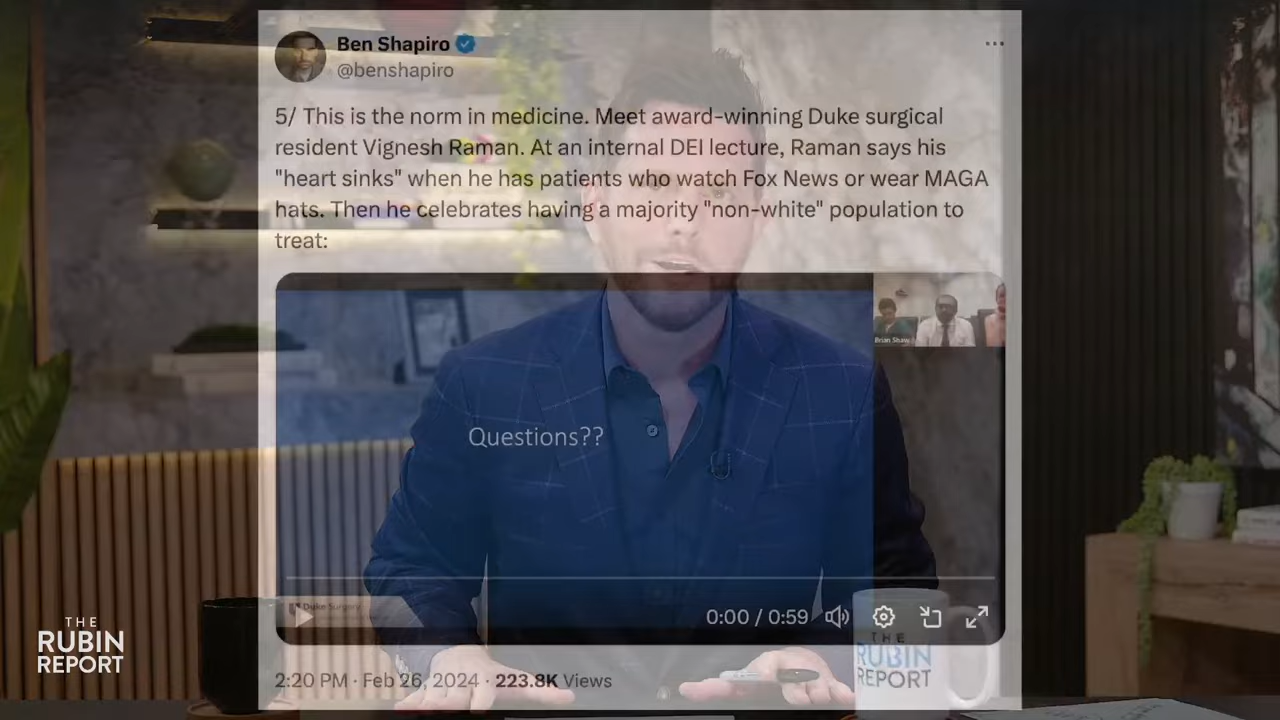 Ben Shapiro
@benshapiro
5/ This is the norm in medicine. Meet award-winning Duke surgical
resident Vignesh Raman. At an internal DEI lecture, Raman says his
"heart sinks" when he has patients who watch Fox News or wear MAGA
hats. Then he celebrates having a majority "non-white" population to
treat:
Brian Shaw
Questions??
Duke Surgery
0:00 / 0:59
THE
RUBIN
REPORT
THE
RUBIN
REPORT
2:20 PM · Feb 26, 2024 · 223.8K Views